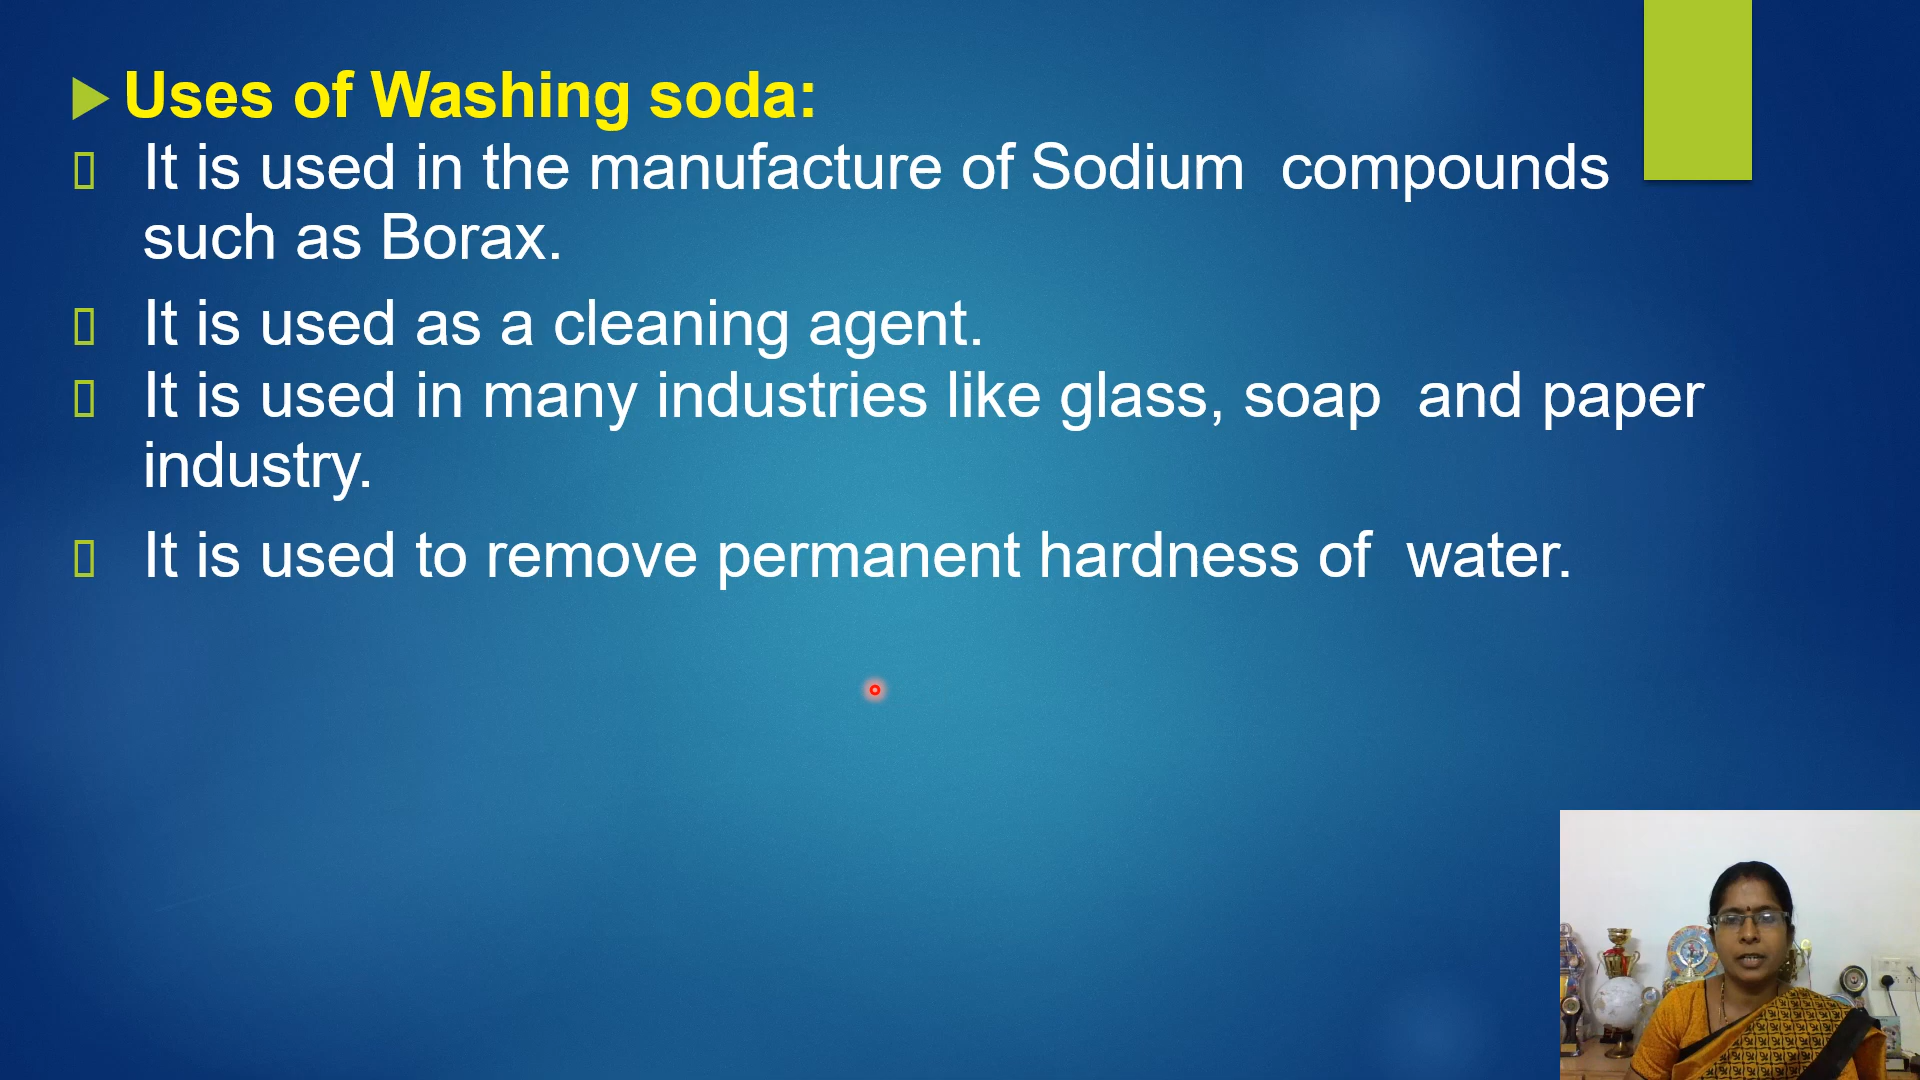 Uses of Washing soda:
It is used in the manufacture of Sodium compounds
such as Borax.
It is used as a cleaning agent.
It is used in many industries like glass, soap and paper
industry.
It is used to remove permanent hardness of water.